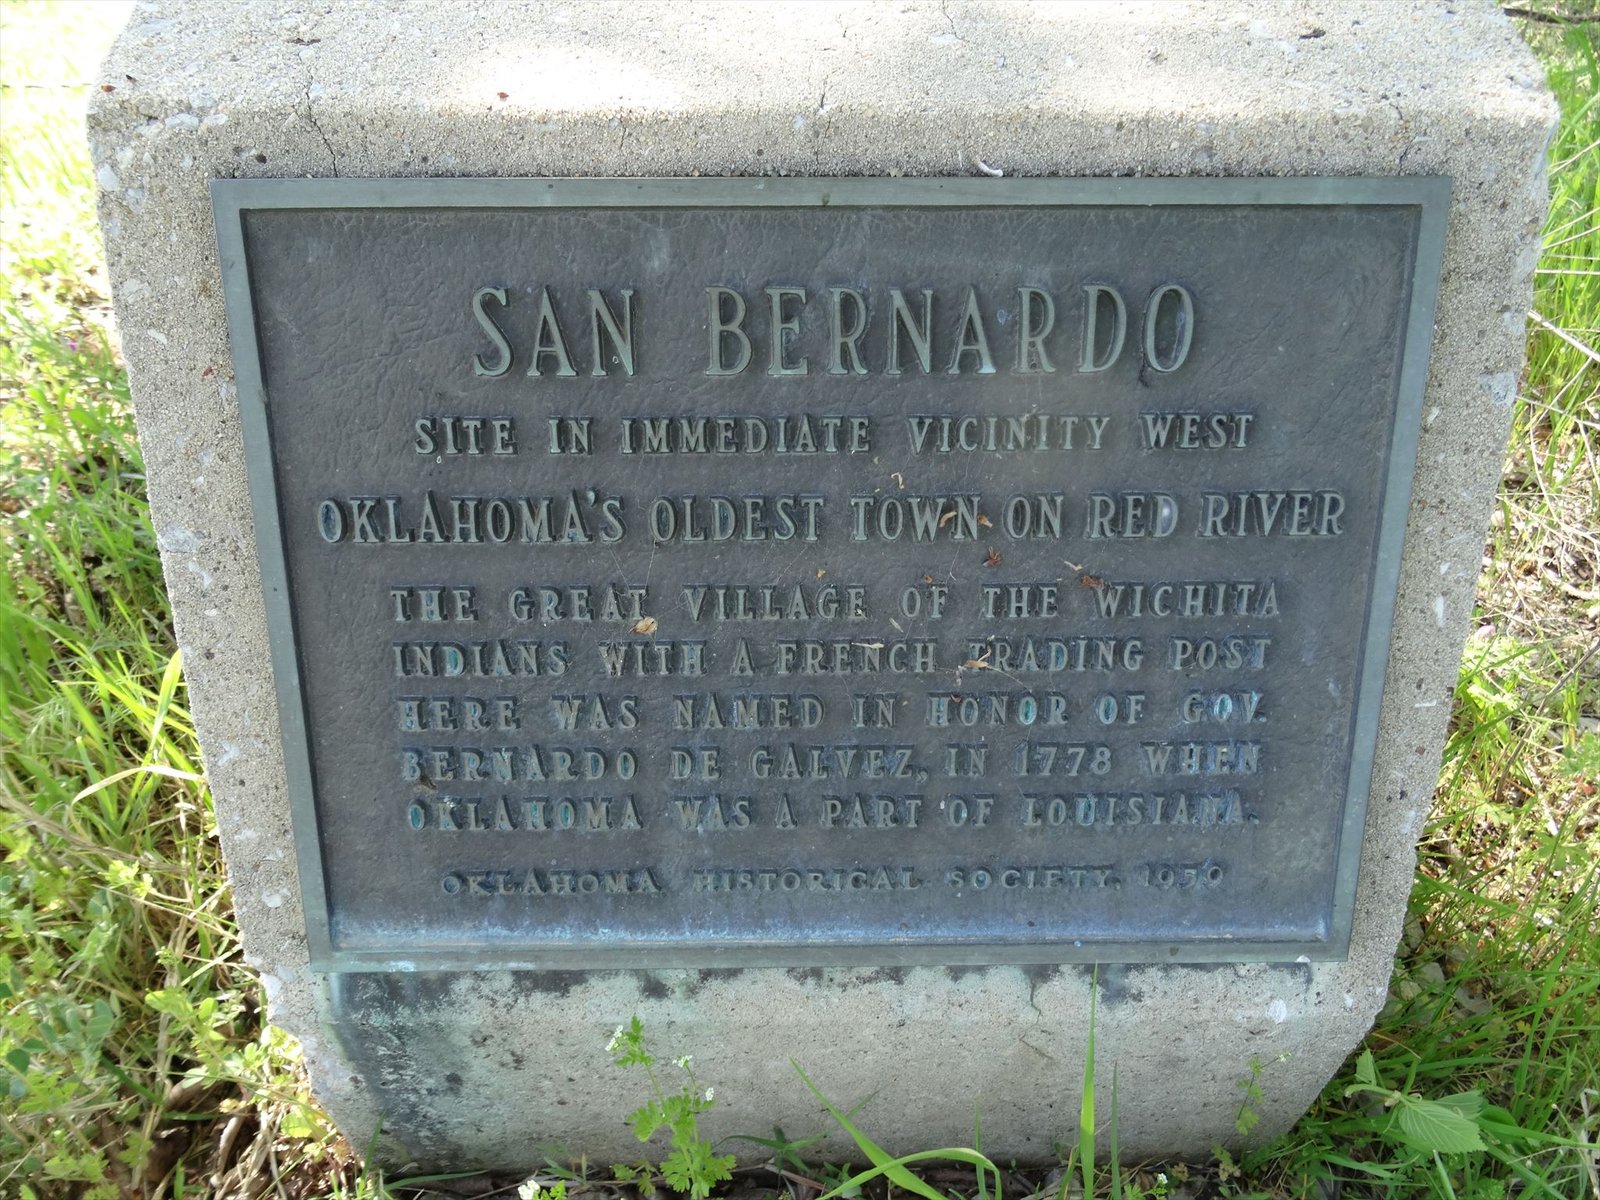 SAN BERNARDO
SITE IN IMMEDIATE VICINITY WEST
OKLAHOMA'S OLDEST TOWN ON RED RIVER
THE GREAT VILLAGE OF THE WICHITA
INDIANS WITH A FRENCH TRADING POST
HERE WAS NAMED IN HONOR OF GOV.
BERNARDO DE GALVEZ, IN 1778 WHEN
OKLAHOMA WAS A PART OF LOUISIANA.
OKLAHOMA HISTORICAL SOCIETY, 1959